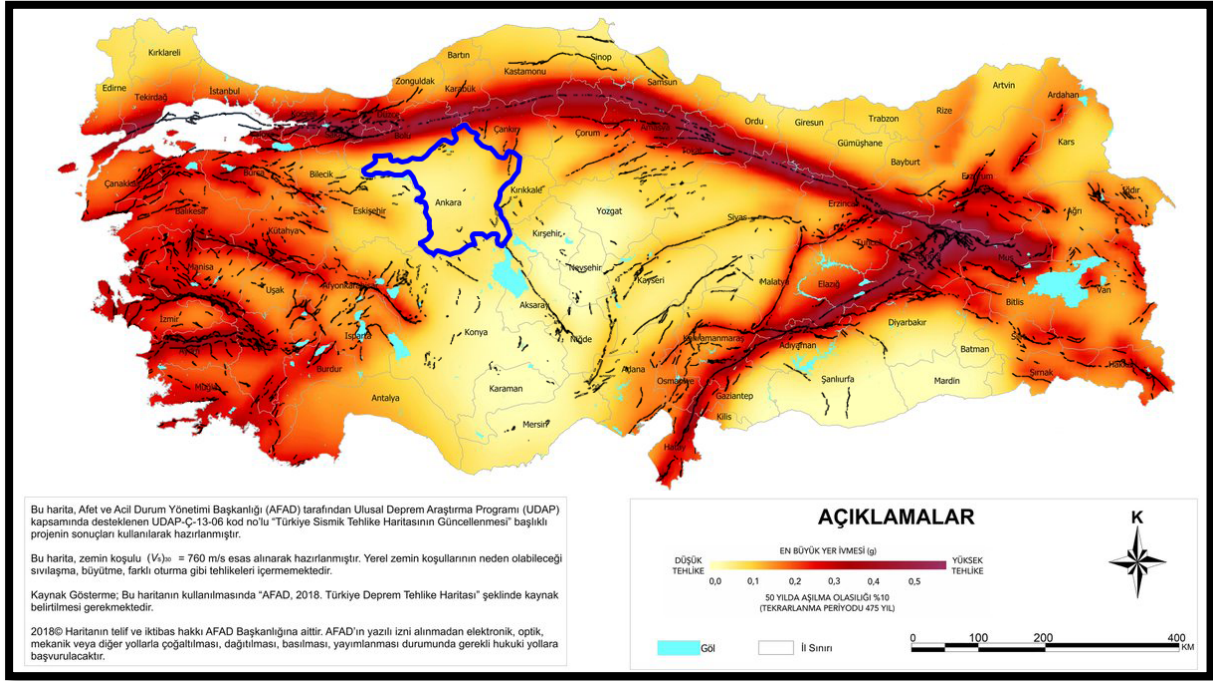 Kırklareli
Edirne
Tekirdağ
İstanbul
Bartın
Zonguldak
Karabük
Kastamonu
Sinop
Samsun
Düzce
Bolu
Çankırı
Çorum
Amasya
Tokat
Ordu
Giresun
Trabzon
Rize
Artvin
Ardahan
Kars
Gümüşhane
Bayburt
Erzurum
Iğdır
Ağrı
Çanakkale
Bursa
Bilecik
Eskişehir
Ankara
Kırıkkale
Yozgat
Sivas
Erzincan
Tunceli
Balıkesir
Kütahya
Kırşehir
Nevşehir
Kayseri
Malatya
Elazığ
Muş
Bitlis
Van
Manisa
Uşak
Afyonkarahisar
Aksaray
Diyarbakır
Batman
Siirt
İzmir
Aydın
Isparta
Konya
Niğde
Kahramanmaraş
Adıyaman
Şırnak
Hakkari
Muğla
Burdur
Antalya
Karaman
Mersin
Adana
Osmaniye
Gaziantep
Kilis
Şanlıurfa
Mardin
Hatay
Bu harita, Afet ve Acil Durum Yönetimi Başkanlığı (AFAD) tarafından Ulusal Deprem Araştırma Programı (UDAP)
kapsamında desteklenen UDAP-Ç-13-06 kod no'lu "Türkiye Sismik Tehlike Haritasının Güncellenmesi" başlıklı
projenin sonuçları kullanılarak hazırlanmıştır.
Bu harita, zemin koşulu (Vs)30 = 760 m/s esas alınarak hazırlanmıştır. Yerel zemin koşullarının neden olabileceği
sıvılaşma, büyütme, farklı oturma gibi tehlikeleri içermemektedir.
Kaynak Gösterme; Bu haritanın kullanılmasında "AFAD, 2018. Türkiye Deprem Tehlike Haritası" şeklinde kaynak
belirtilmesi gerekmektedir.
2018© Haritanın telif ve iktibas hakkı AFAD Başkanlığına aittir. AFAD'ın yazılı izni alınmadan elektronik, optik,
mekanik veya diğer yollarla çoğaltılması, dağıtılması, basılması, yayımlanması durumunda gerekli hukuki yollara
başvurulacaktır.
AÇIKLAMALAR
K
EN BÜYÜK YER İVMESİ (g)
DÜŞÜK
TEHLİKE
YÜKSEK
TEHLİKE
0,0 0,1 0,2 0,3 0,4 0,5
50 YILDA AŞILMA OLASILIĞI %10
(TEKRARLANMA PERİYODU 475 YIL)
Göl
İl Sınırı
0 50 100 200 400
KM